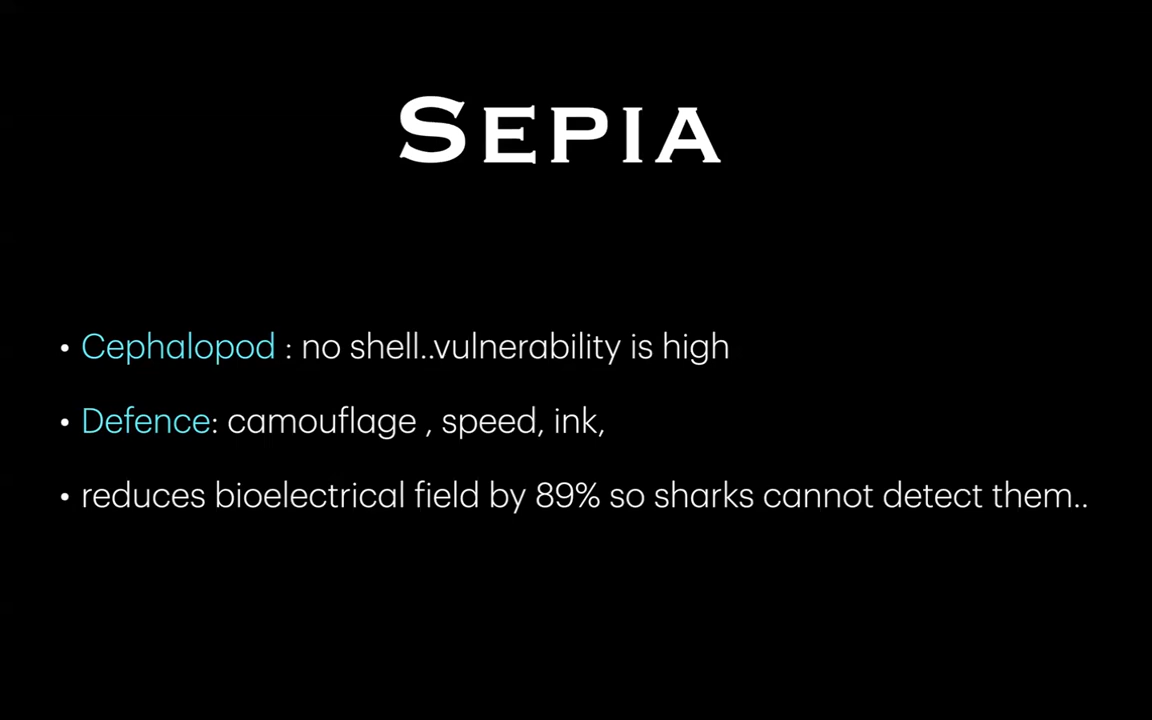 SEPIA
• Cephalopod : no shell..vulnerability is high
• Defence: camouflage , speed, ink,
• reduces bioelectrical field by 89% so sharks cannot detect them..